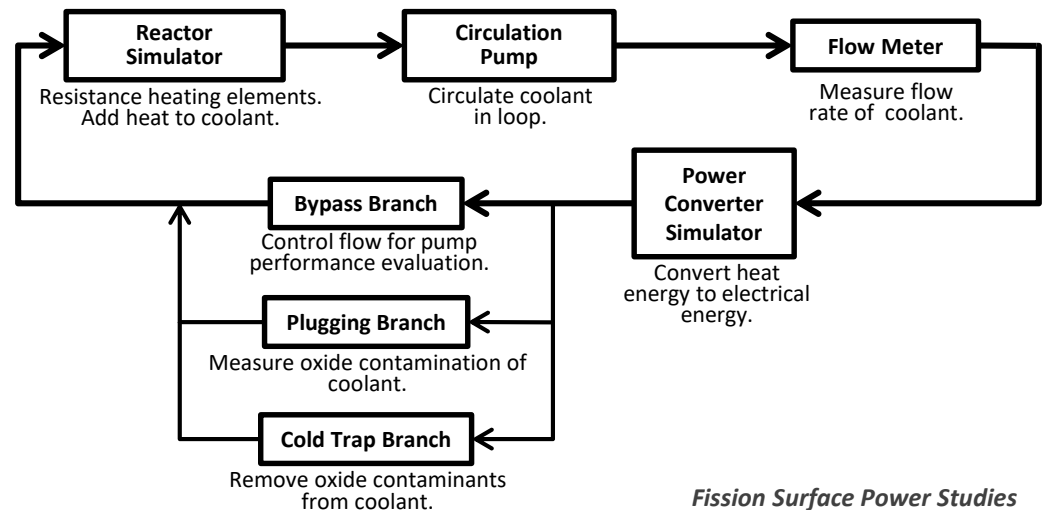 Reactor
Simulator
Resistance heating elements.
Add heat to coolant.
Circulation
Pump
Circulate coolant
in loop.
Flow Meter
Measure flow
rate of coolant.
Bypass Branch
Control flow for pump
performance evaluation.
Power
Converter
Simulator
Convert heat
energy to electrical
energy.
Plugging Branch
Measure oxide contamination of
coolant.
Cold Trap Branch
Remove oxide contaminants
from coolant.
Fission Surface Power Studies